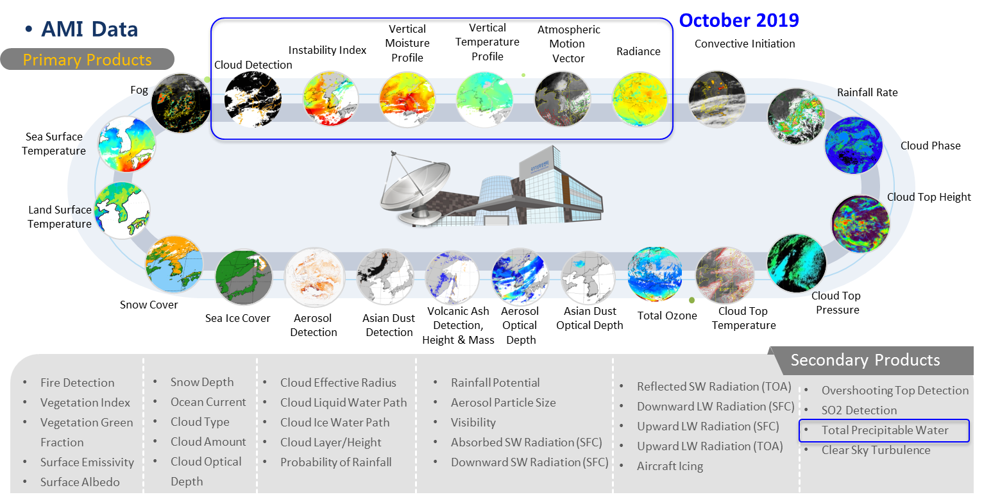 • AMI Data
Primary Products
October 2019
Cloud Detection
Instability Index
Vertical
Moisture
Profile
Vertical
Temperature
Profile
Atmospheric
Motion
Vector
Radiance
Convective Initiation
Rainfall Rate
Cloud Phase
Cloud Top Height
Cloud Top
Pressure
Cloud Top
Temperature
Total Ozone
Asian Dust
Optical Depth
Aerosol
Optical
Depth
Volcanic Ash
Detection,
Height & Mass
Asian Dust
Detection
Aerosol
Detection
Sea Ice Cover
Snow Cover
Land Surface
Temperature
Sea Surface
Temperature
Fog
Secondary Products
• Fire Detection
• Vegetation Index
• Vegetation Green
Fraction
• Surface Emissivity
• Surface Albedo
• Snow Depth
• Ocean Current
• Cloud Type
• Cloud Amount
• Cloud Optical
Depth
• Cloud Effective Radius
• Cloud Liquid Water Path
• Cloud Ice Water Path
• Cloud Layer/Height
• Probability of Rainfall
• Rainfall Potential
• Aerosol Particle Size
• Visibility
• Absorbed SW Radiation (SFC)
• Downward SW Radiation (SFC)
• Reflected SW Radiation (TOA)
• Downward LW Radiation (SFC)
• Upward LW Radiation (SFC)
• Upward LW Radiation (TOA)
• Aircraft Icing
• Overshooting Top Detection
• SO2 Detection
• Total Precipitable Water
• Clear Sky Turbulence